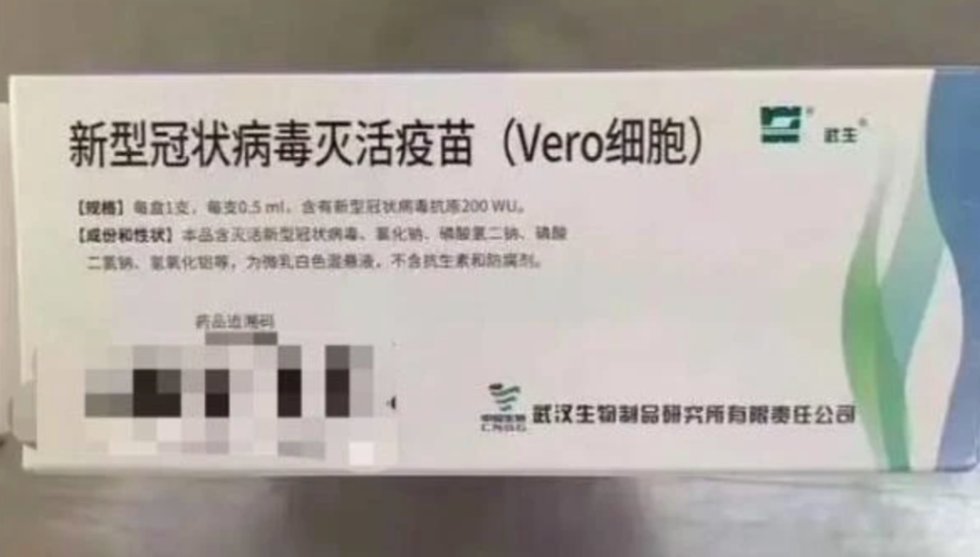 新型冠状病毒灭活疫苗（Vero细胞）
武生
【规格】每盒1支，每支0.5 ml，含有新型冠状病毒抗原200 WU。
【成份和性状】本品含灭活新型冠状病毒、氯化钠、磷酸氢二钠、磷酸
二氢钠、氢氧化铝等，为微乳白色混悬液，不含抗生素和防腐剂。
药品追溯码
中国生物
武汉生物制品研究所有限责任公司